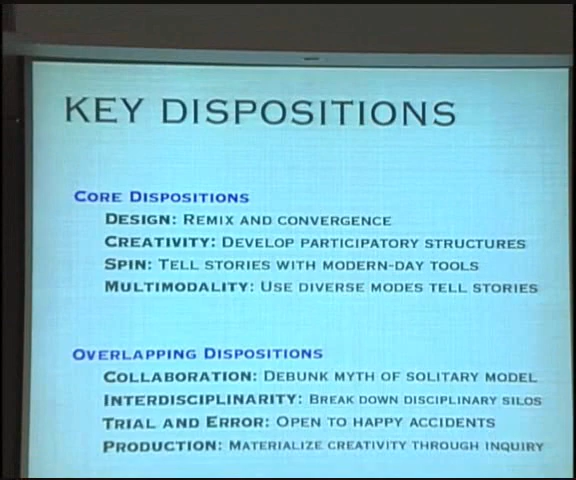 KEY DISPOSITIONS
CORE DISPOSITIONS
DESIGN: REMIX AND CONVERGENCE
CREATIVITY: DEVELOP PARTICIPATORY STRUCTURES
SPIN: TELL STORIES WITH MODERN-DAY TOOLS
MULTIMODALITY: USE DIVERSE MODES TELL STORIES
OVERLAPPING DISPOSITIONS
COLLABORATION: DEBUNK MYTH OF SOLITARY MODEL
INTERDISCIPLINARITY: BREAK DOWN DISCIPLINARY SILOS
TRIAL AND ERROR: OPEN TO HAPPY ACCIDENTS
PRODUCTION: MATERIALIZE CREATIVITY THROUGH INQUIRY